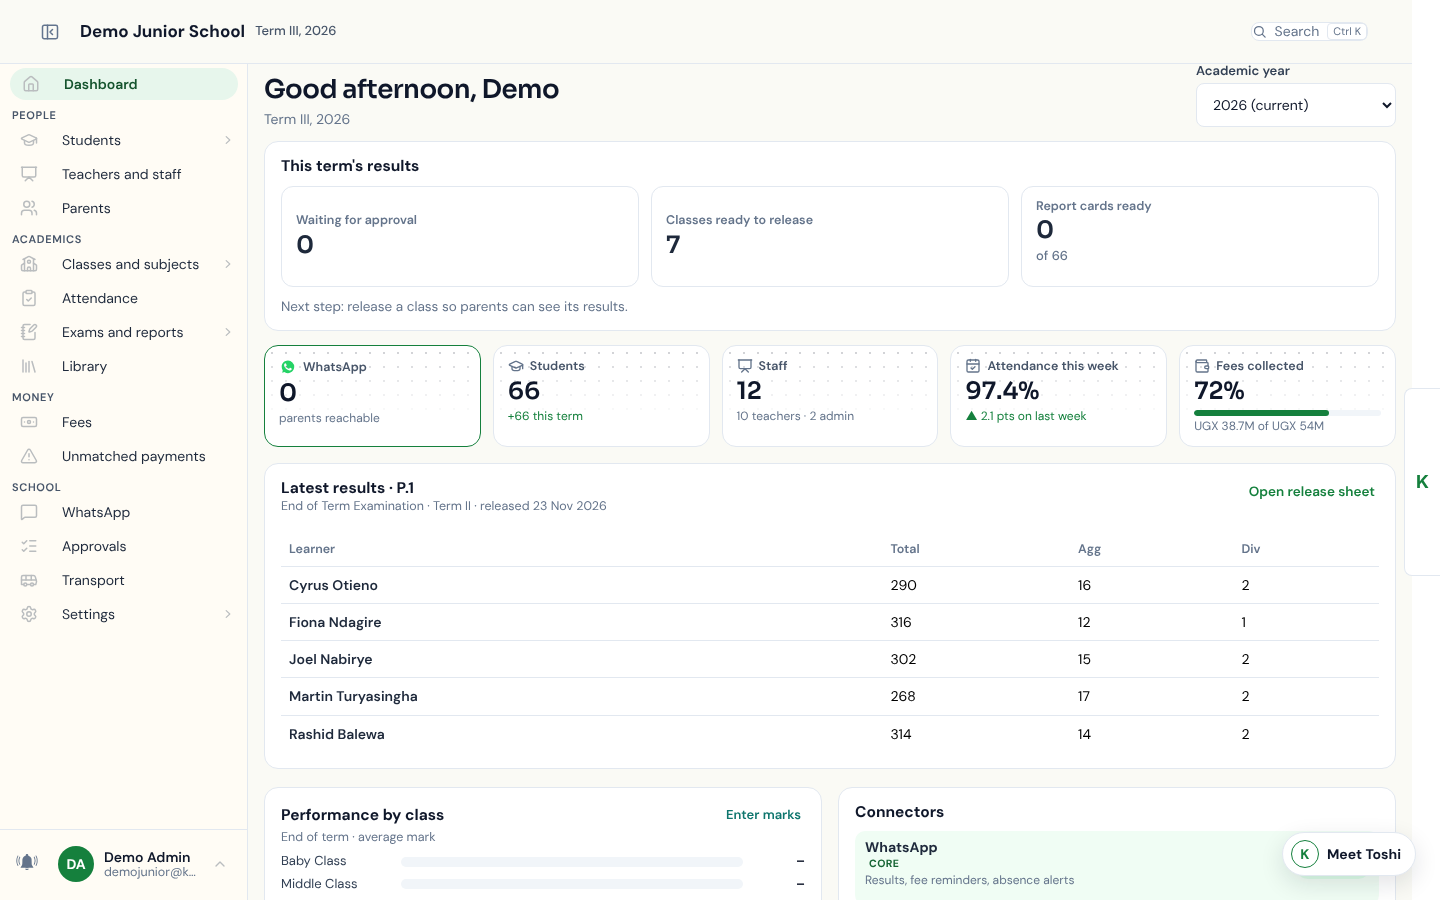 Demo Junior School Term III, 2026
Search Ctrl K
Dashboard
PEOPLE
Students
Teachers and staff
Parents
ACADEMICS
Classes and subjects
Attendance
Exams and reports
Library
MONEY
Fees
Unmatched payments
SCHOOL
WhatsApp
Approvals
Transport
Settings
DA
Demo Admin
demojunior@k...
Good afternoon, Demo
Term III, 2026
Academic year
2026 (current)
This term's results
Waiting for approval
0
Classes ready to release
7
Report cards ready
0
of 66
Next step: release a class so parents can see its results.
WhatsApp
0
parents reachable
Students
66
+66 this term
Staff
12
10 teachers · 2 admin
Attendance this week
97.4%
▲ 2.1 pts on last week
Fees collected
72%
UGX 38.7M of UGX 54M
K
Latest results · P.1
End of Term Examination · Term II · released 23 Nov 2026
Open release sheet
Learner Total Agg Div
Cyrus Otieno 290 16 2
Fiona Ndagire 316 12 1
Joel Nabirye 302 15 2
Martin Turyasingha 268 17 2
Rashid Balewa 314 14 2
Performance by class
Enter marks
End of term · average mark
Baby Class –
Middle Class –
Connectors
WhatsApp
CORE
Results, fee reminders, absence alerts
K Meet Toshi